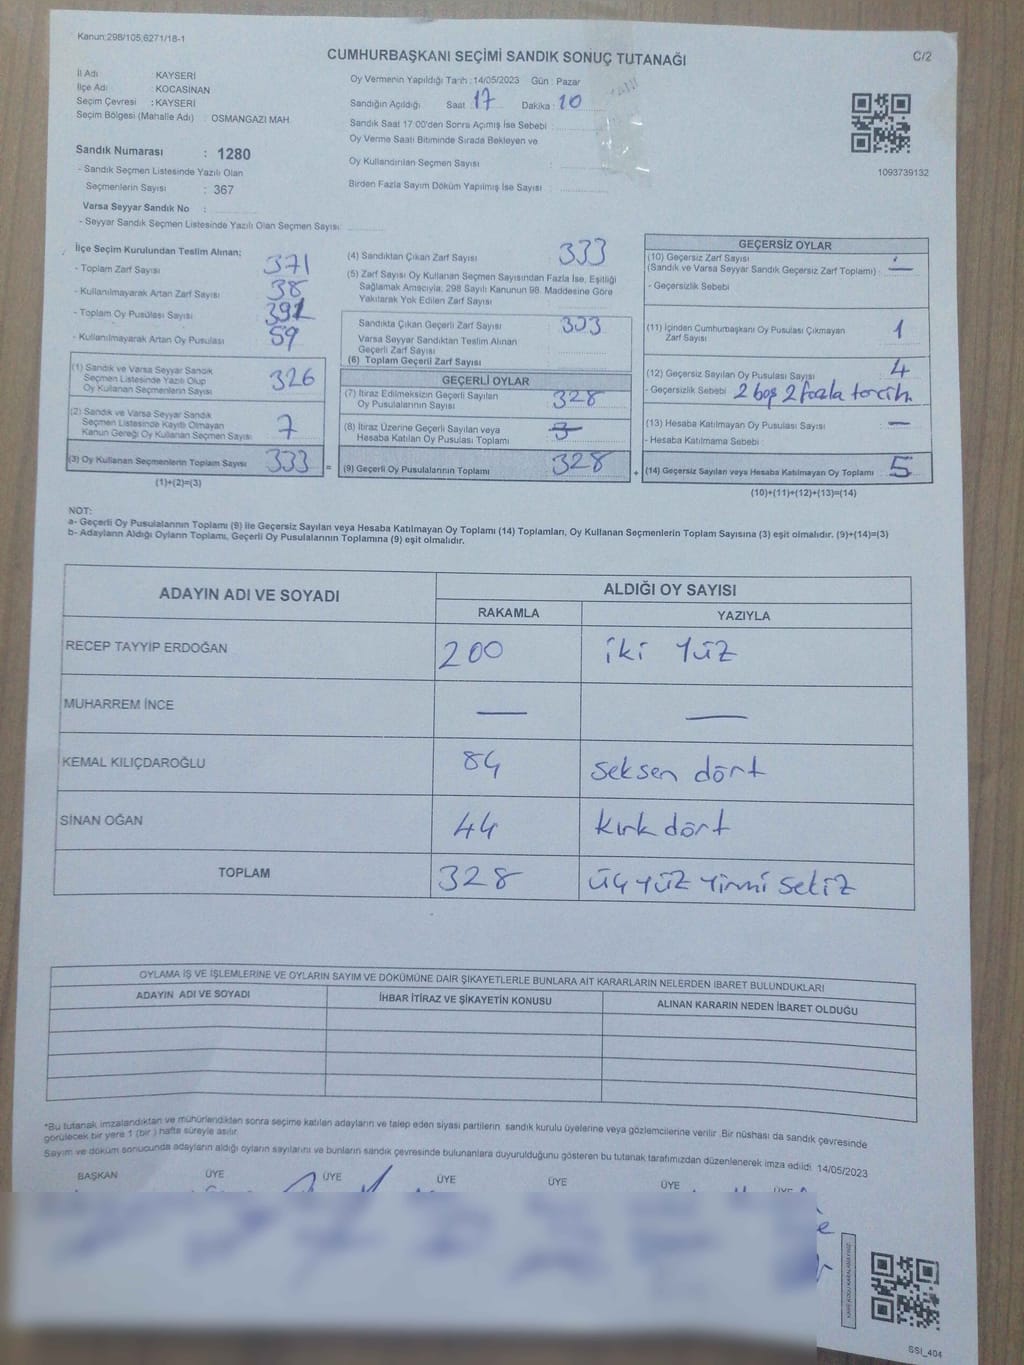 Kanun:298/105,6271/18-1
CUMHURBAŞKANI SEÇİMİ SANDIK SONUÇ TUTANAĞI
C/2
İl Adı KAYSERİ
İlçe Adı : KOCASİNAN
Seçim Çevresi : KAYSERİ
Seçim Bölgesi (Mahalle Adı) : OSMANGAZI MAH.
Sandık Numarası : 1280
- Sandık Seçmen Listesinde Yazılı Olan
Seçmenlerin Sayısı : 367
Varsa Seyyar Sandık No :
- Seyyar Sandık Seçmen Listesinde Yazılı Olan Seçmen Sayısı:
Oy Vermenin Yapıldığı Tarih : 14/05/2023 Gün : Pazar
Sandığın Açıldığı Saat : 17 Dakika : 10
Sandık Saat 17:00'den Sonra Açımış İse Sebebi :
Oy Verme Saati Bitiminde Sırada Bekleyen ve
Oy Kullandırılan Seçmen Sayısı :
Birden Fazla Sayım Döküm Yapılmış İse Sayısı :
1093739132
İlçe Seçim Kurulundan Teslim Alınan:
- Toplam Zarf Sayısı 371
- Kullanılmayarak Artan Zarf Sayısı 38
- Toplam Oy Pusulası Sayısı
- Kullanılmayarak Artan Oy Pusulası 59
(1) Sandık ve Varsa Seyyar Sandık
Seçmen Listesinde Yazılı Olup
Oy Kullanan Seçmenlerin Sayısı 326
(2) Sandık ve Varsa Seyyar Sandık
Seçmen Listesinde Kayıtlı Olmayan
Kanun Gereği Oy Kullanan Seçmen Sayısı 7
(3) Oy Kullanan Seçmenlerin Toplam Sayısı 333 =
(1)+(2)=(3)
(4) Sandıktan Çıkan Zarf Sayısı : 333
(5) Zarf Sayısı Oy Kullanan Seçmen Sayısından Fazla İse, Eşitliği
Sağlamak Amacıyla, 298 Sayılı Kanunun 98. Maddesine Göre
Yakılarak Yok Edilen Zarf Sayısı
Sandıkta Çıkan Geçerli Zarf Sayısı 333
Varsa Seyyar Sandıktan Teslim Alınan
Geçerli Zarf Sayısı
(6) Toplam Geçerli Zarf Sayısı
GEÇERLİ OYLAR
(7) İtiraz Edilmeksizin Geçerli Sayılan
Oy Pusulalarının Sayısı : 328
(8) İtiraz Üzerine Geçerli Sayılan veya
Hesaba Katılan Oy Pusulası Toplamı
(9) Geçerli Oy Pusulalarının Toplamı : 328 +
GEÇERSİZ OYLAR
(10) Geçersiz Zarf Sayısı
(Sandık ve Varsa Seyyar Sandık Geçersiz Zarf Toplamı) : —
- Geçersizlik Sebebi
(11) İçinden Cumhurbaşkanı Oy Pusulası Çıkmayan
Zarf Sayısı 1
(12) Geçersiz Sayılan Oy Pusulası Sayısı 4
- Geçersizlik Sebebi 2 boş 2 fazla tercih
(13) Hesaba Katılmayan Oy Pusulası Sayısı : —
- Hesaba Katılmama Sebebi :
(14) Geçersiz Sayılan veya Hesaba Katılmayan Oy Toplamı : 5
(10)+(11)+(12)+(13)=(14)
NOT:
a- Geçerli Oy Pusulalarının Toplamı (9) ile Geçersiz Sayılan veya Hesaba Katılmayan Oy Toplamı (14) Toplamları, Oy Kullanan Seçmenlerin Toplam Sayısına (3) eşit olmalıdır. (9)+(14)=(3)
b- Adayların Aldığı Oyların Toplamı, Geçerli Oy Pusulalarının Toplamına (9) eşit olmalıdır.
ADAYIN ADI VE SOYADI ALDIĞI OY SAYISI
RAKAMLA YAZIYLA
RECEP TAYYİP ERDOĞAN 200 iki yüz
MUHARREM İNCE — —
KEMAL KILIÇDAROĞLU 84 seksen dört
SİNAN OĞAN 44 kırk dört
TOPLAM 328 üç yüz yirmi sekiz
OYLAMA İŞ VE İŞLEMLERİNE VE OYLARIN SAYIM VE DÖKÜMÜNE DAİR ŞİKAYETLERLE BUNLARA AİT KARARLARIN NELERDEN İBARET BULUNDUKLARI
ADAYIN ADI VE SOYADI İHBAR İTİRAZ VE ŞİKAYETİN KONUSU ALINAN KARARIN NEDEN İBARET OLDUĞU
*Bu tutanak imzalandıktan ve mühürlendikten sonra seçime katılan adayların ve talep eden siyasi partilerin sandık kurulu üyelerine veya gözlemcilerine verilir. Bir nüshası da sandık çevresinde
görülecek bir yere 1 (bir) hafta süreyle asılır.
Sayım ve döküm sonucunda adayların aldığı oyların sayılarını ve bunların sandık çevresinde bulunanlara duyurulduğunu gösteren bu tutanak tarafımızdan düzenlenerek imza edildi. 14/05/2023
BAŞKAN ÜYE ÜYE ÜYE ÜYE ÜYE ÜYE
SSI_404